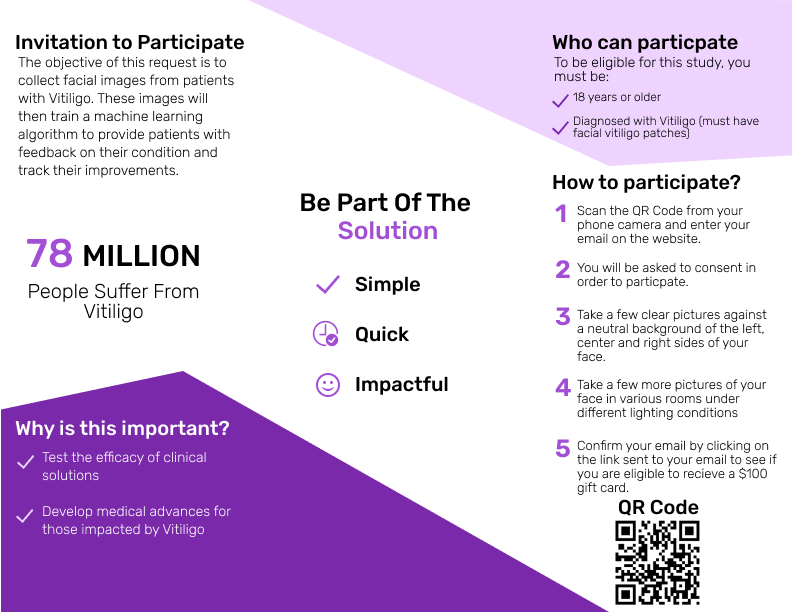 Invitation to Participate
The objective of this request is to
collect facial images from patients
with Vitiligo. These images will
then train a machine learning
algorithm to provide patients with
feedback on their condition and
track their improvements.
78 MILLION
People Suffer From
Vitiligo
Why is this important?
Test the efficacy of clinical
solutions
Develop medical advances for
those impacted by Vitiligo
Be Part Of The
Solution
Simple
Quick
Impactful
Who can particpate
To be eligible for this study, you
must be:
18 years or older
Diagnosed with Vitiligo (must have
facial vitiligo patches)
How to participate?
1 Scan the QR Code from your
phone camera and enter your
email on the website.
2 You will be asked to consent in
order to particpate.
3 Take a few clear pictures against
a neutral background of the left,
center and right sides of your
face.
4 Take a few more pictures of your
face in various rooms under
different lighting conditions
5 Confirm your email by clicking on
the link sent to your email to see if
you are eligible to recieve a $100
gift card.
QR Code